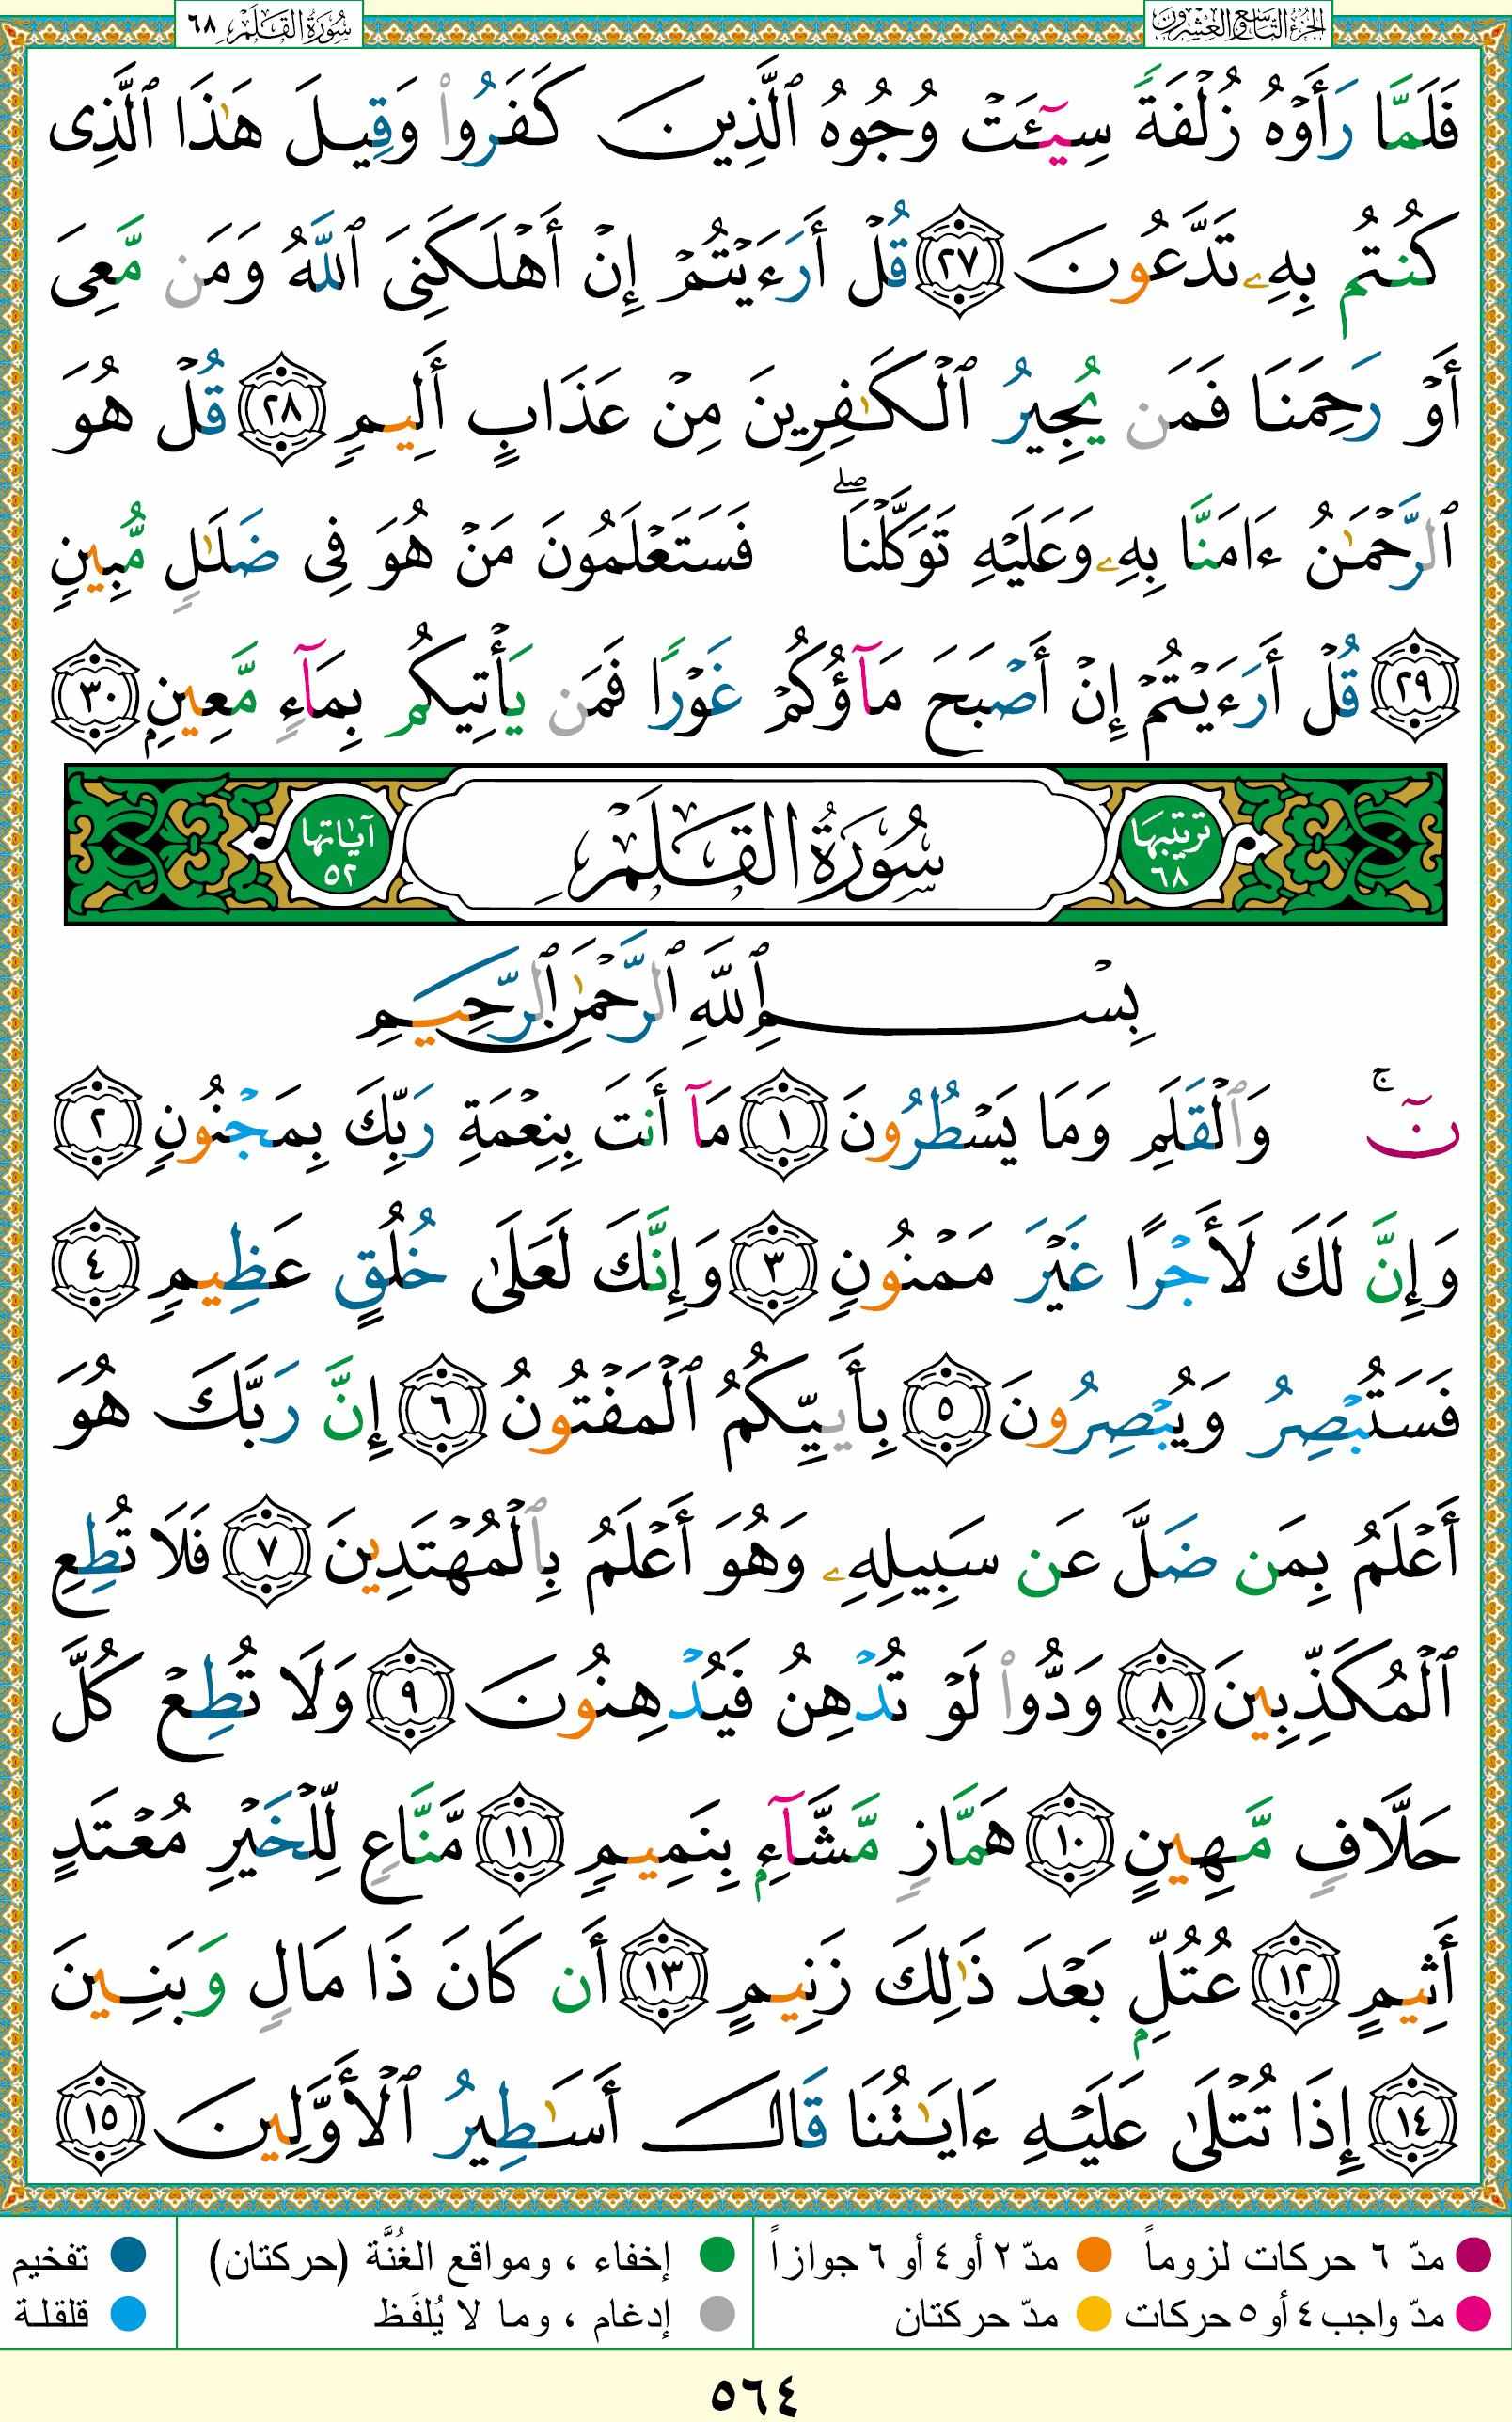 الجزء التاسع والعشرون
سُورَةُ القَلَمِ ٦٨
فَلَمَّا رَأَوْهُ زُلْفَةً سِيٓـَٔتْ وُجُوهُ ٱلَّذِينَ كَفَرُوا۟ وَقِيلَ هَـٰذَا ٱلَّذِى
كُنتُم بِهِۦ تَدَّعُونَ ٢٧ قُلْ أَرَءَيْتُمْ إِنْ أَهْلَكَنِىَ ٱللَّهُ وَمَن مَّعِىَ
أَوْ رَحِمَنَا فَمَن يُجِيرُ ٱلْكَـٰفِرِينَ مِنْ عَذَابٍ أَلِيمٍ ٢٨ قُلْ هُوَ
ٱلرَّحْمَـٰنُ ءَامَنَّا بِهِۦ وَعَلَيْهِ تَوَكَّلْنَا ۖ فَسَتَعْلَمُونَ مَنْ هُوَ فِى ضَلَـٰلٍ مُّبِينٍ
٢٩ قُلْ أَرَءَيْتُمْ إِنْ أَصْبَحَ مَآؤُكُمْ غَوْرًا فَمَن يَأْتِيكُم بِمَآءٍ مَّعِينٍۭ ٣٠
ترتيبها ٦٨
سُورَةُ القَلَمِ
آياتها ٥٢
بِسْمِ ٱللَّهِ ٱلرَّحْمَـٰنِ ٱلرَّحِيمِ
نٓ ۚ وَٱلْقَلَمِ وَمَا يَسْطُرُونَ ١ مَآ أَنتَ بِنِعْمَةِ رَبِّكَ بِمَجْنُونٍ ٢
وَإِنَّ لَكَ لَأَجْرًا غَيْرَ مَمْنُونٍ ٣ وَإِنَّكَ لَعَلَىٰ خُلُقٍ عَظِيمٍ ٤
فَسَتُبْصِرُ وَيُبْصِرُونَ ٥ بِأَييِّكُمُ ٱلْمَفْتُونُ ٦ إِنَّ رَبَّكَ هُوَ
أَعْلَمُ بِمَن ضَلَّ عَن سَبِيلِهِۦ وَهُوَ أَعْلَمُ بِٱلْمُهْتَدِينَ ٧ فَلَا تُطِعِ
ٱلْمُكَذِّبِينَ ٨ وَدُّوا۟ لَوْ تُدْهِنُ فَيُدْهِنُونَ ٩ وَلَا تُطِعْ كُلَّ
حَلَّافٍ مَّهِينٍ ١٠ هَمَّازٍ مَّشَّآءٍۭ بِنَمِيمٍ ١١ مَّنَّاعٍ لِّلْخَيْرِ مُعْتَدٍ
أَثِيمٍ ١٢ عُتُلٍّۭ بَعْدَ ذَٰلِكَ زَنِيمٍ ١٣ أَن كَانَ ذَا مَالٍ وَبَنِينَ
١٤ إِذَا تُتْلَىٰ عَلَيْهِ ءَايَـٰتُنَا قَالَ أَسَـٰطِيرُ ٱلْأَوَّلِينَ ١٥
مدّ ٦ حركات لزوماً
مدّ ٢ أو ٤ أو ٦ جوازاً
إخفاء ، ومواقع الغُنَّة (حركتان)
تفخيم
مدّ واجب ٤ أو ٥ حركات
مدّ حركتان
إدغام ، وما لا يُلفَظ
قلقلة
٥٦٤